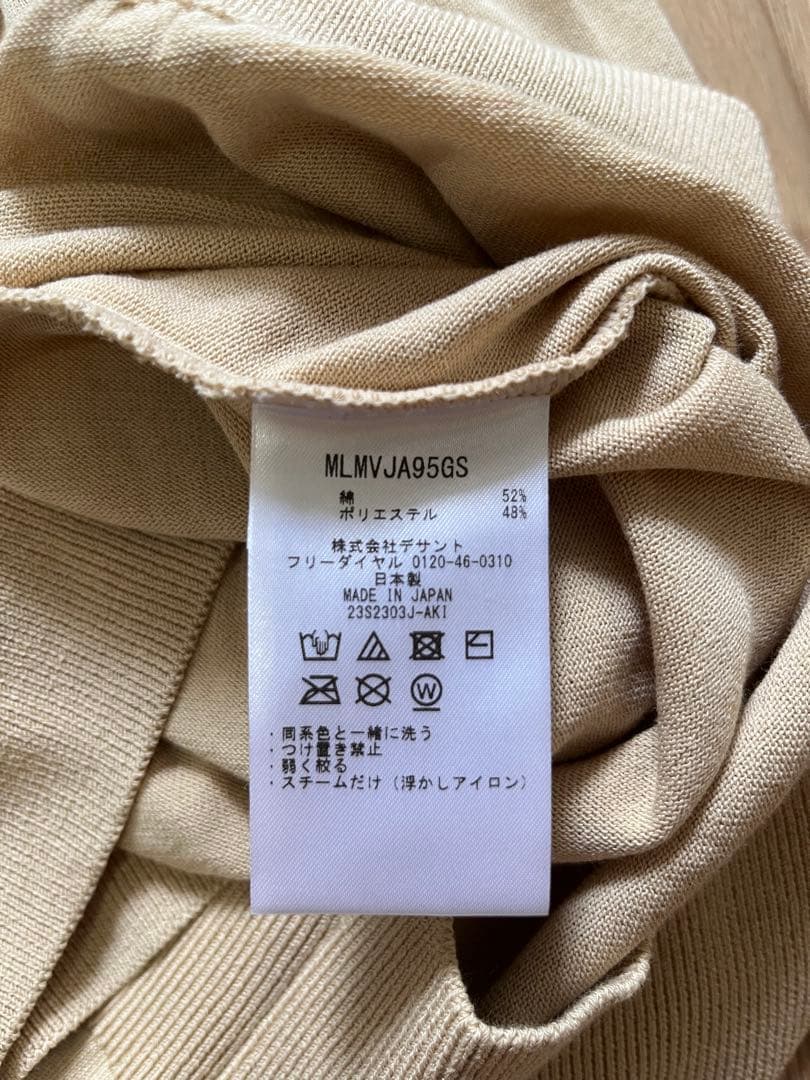 MLMVJA95GS
綿 52%
ポリエステル 48%
株式会社デサント
フリーダイヤル 0120-46-0310
日本製
MADE IN JAPAN
23S2303J-AKI
W
・同系色と一緒に洗う
・つけ置き禁止
・弱く絞る
・スチームだけ(浮かしアイロン)